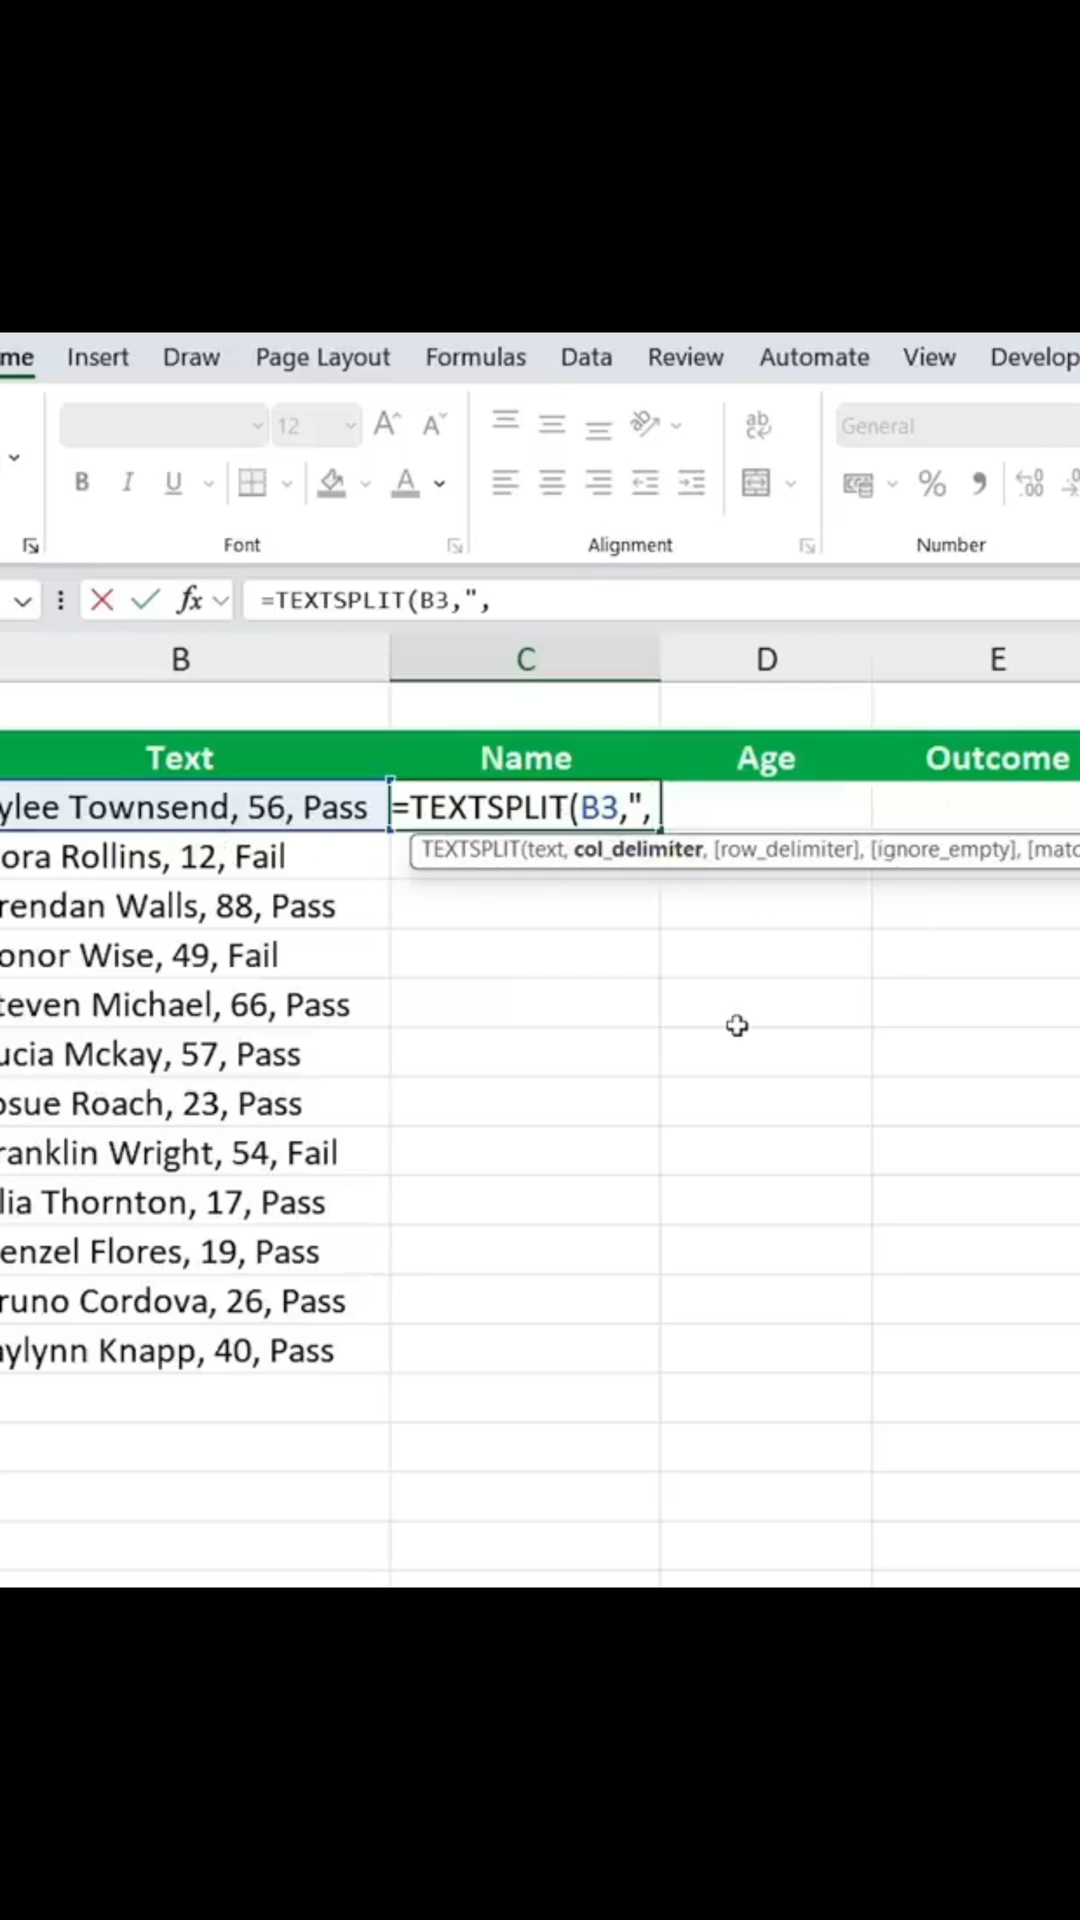 me Insert Draw Page Layout Formulas Data Review Automate View Develop
12 A^ A˅ ab General
B I U A % 9 .00
Font Alignment Number
fx =TEXTSPLIT(B3,",
B C D E
Text Name Age Outcome
ylee Townsend, 56, Pass =TEXTSPLIT(B3,",
TEXTSPLIT(text, col_delimiter, [row_delimiter], [ignore_empty], [matc
ora Rollins, 12, Fail
rendan Walls, 88, Pass
onor Wise, 49, Fail
teven Michael, 66, Pass
ucia Mckay, 57, Pass
osue Roach, 23, Pass
ranklin Wright, 54, Fail
lia Thornton, 17, Pass
enzel Flores, 19, Pass
runo Cordova, 26, Pass
aylynn Knapp, 40, Pass